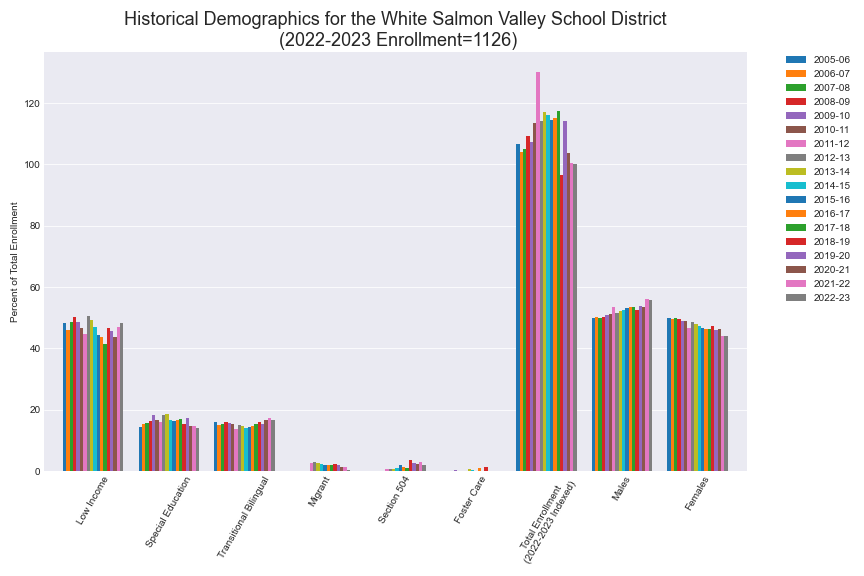 Historical Demographics for the White Salmon Valley School District
(2022-2023 Enrollment=1126)
Percent of Total Enrollment
120
100
80
60
40
20
0
Low Income
Special Education
Transitional Bilingual
Migrant
Section 504
Foster Care
Total Enrollment
(2022-2023 Indexed)
Males
Females
2005-06
2006-07
2007-08
2008-09
2009-10
2010-11
2011-12
2012-13
2013-14
2014-15
2015-16
2016-17
2017-18
2018-19
2019-20
2020-21
2021-22
2022-23